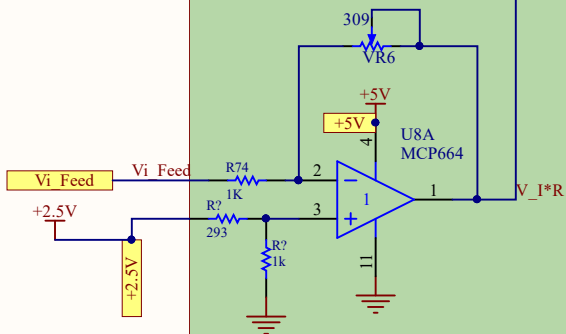 309
VR6
+5V
+5V
4
U8A
MCP664
Vi_Feed
Vi_Feed
R74
1K
2
1
1
V_I*R
+2.5V
R?
293
3
R?
1k
+2.5V
11